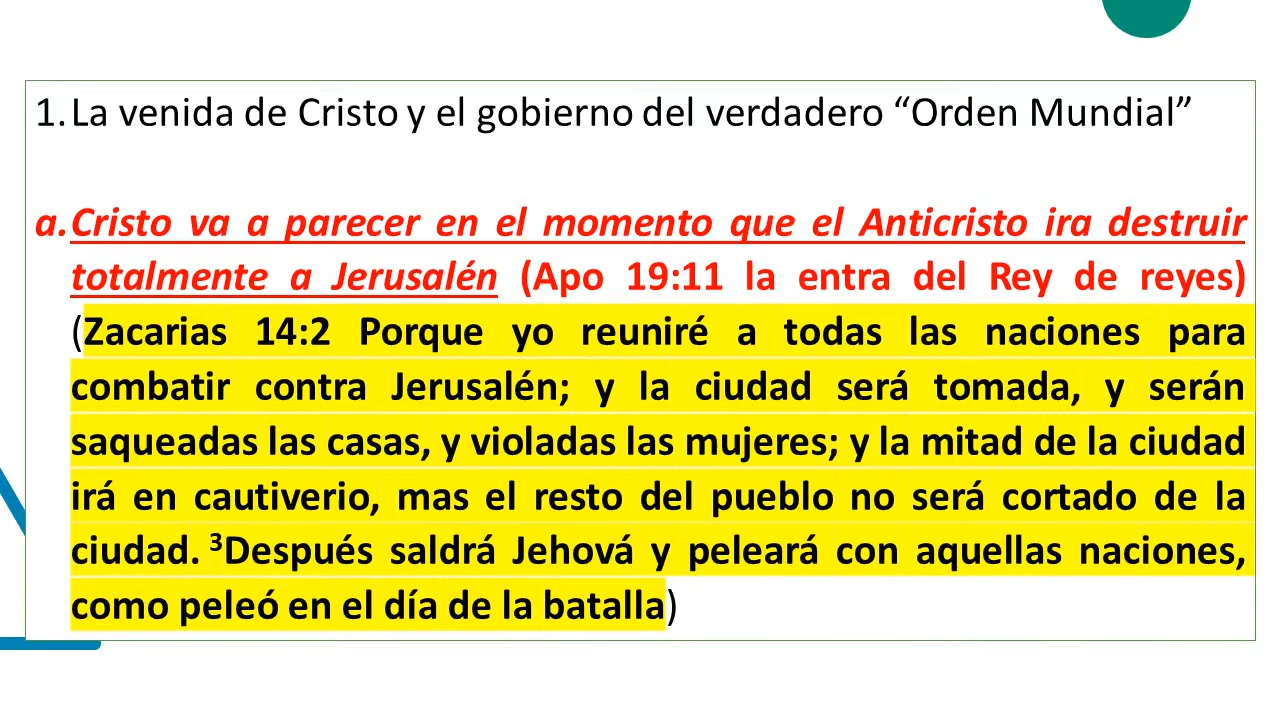 1.La venida de Cristo y el gobierno del verdadero “Orden Mundial”
a.Cristo va a parecer en el momento que el Anticristo ira destruir
totalmente a Jerusalén (Apo 19:11 la entra del Rey de reyes)
(Zacarias 14:2 Porque yo reuniré a todas las naciones para
combatir contra Jerusalén; y la ciudad será tomada, y serán
saqueadas las casas, y violadas las mujeres; y la mitad de la ciudad
irá en cautiverio, mas el resto del pueblo no será cortado de la
ciudad. ³Después saldrá Jehová y peleará con aquellas naciones,
como peleó en el día de la batalla)